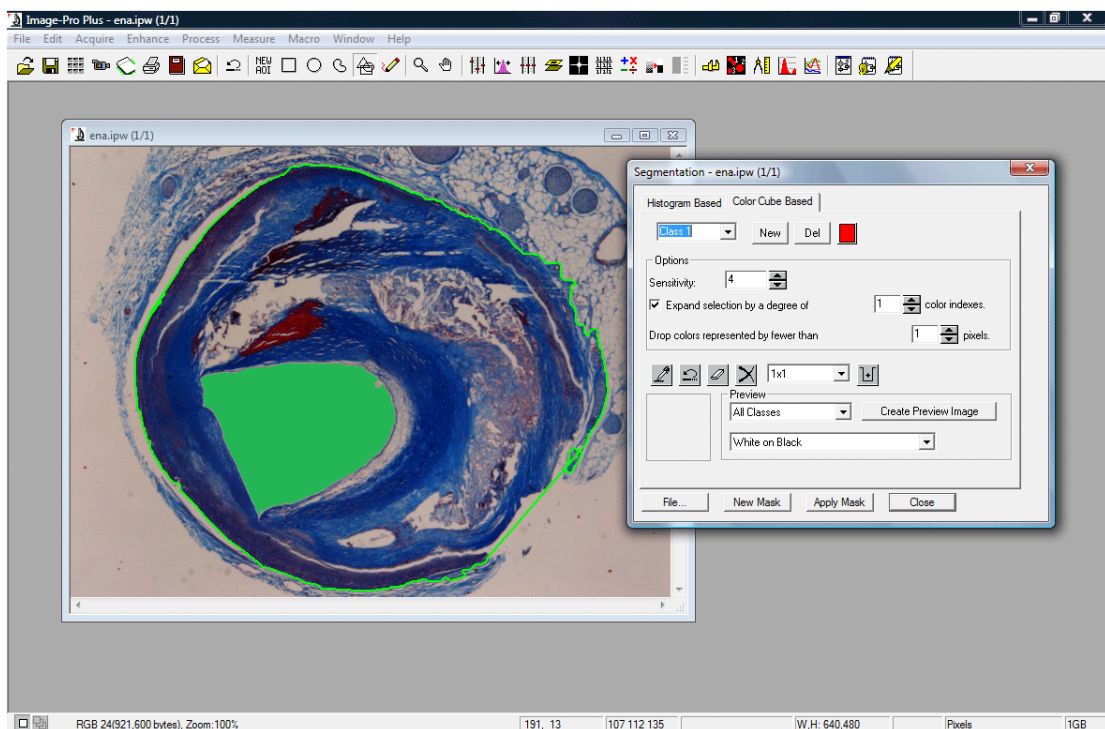 Image-Pro Plus - ena.ipw (1/1)
File Edit Acquire Enhance Process Measure Macro Window Help
NEW AOI
ena.ipw (1/1)
Segmentation - ena.ipw (1/1)
Histogram Based Color Cube Based
Class 1 New Del
Options
Sensitivity: 4
Expand selection by a degree of 1 color indexes.
Drop colors represented by fewer than 1 pixels.
1x1
Preview
All Classes Create Preview Image
White on Black
File... New Mask Apply Mask Close
RGB 24(921,600 bytes), Zoom:100% 191, 13 107 112 135 W,H: 640,480 Pixels 1GB